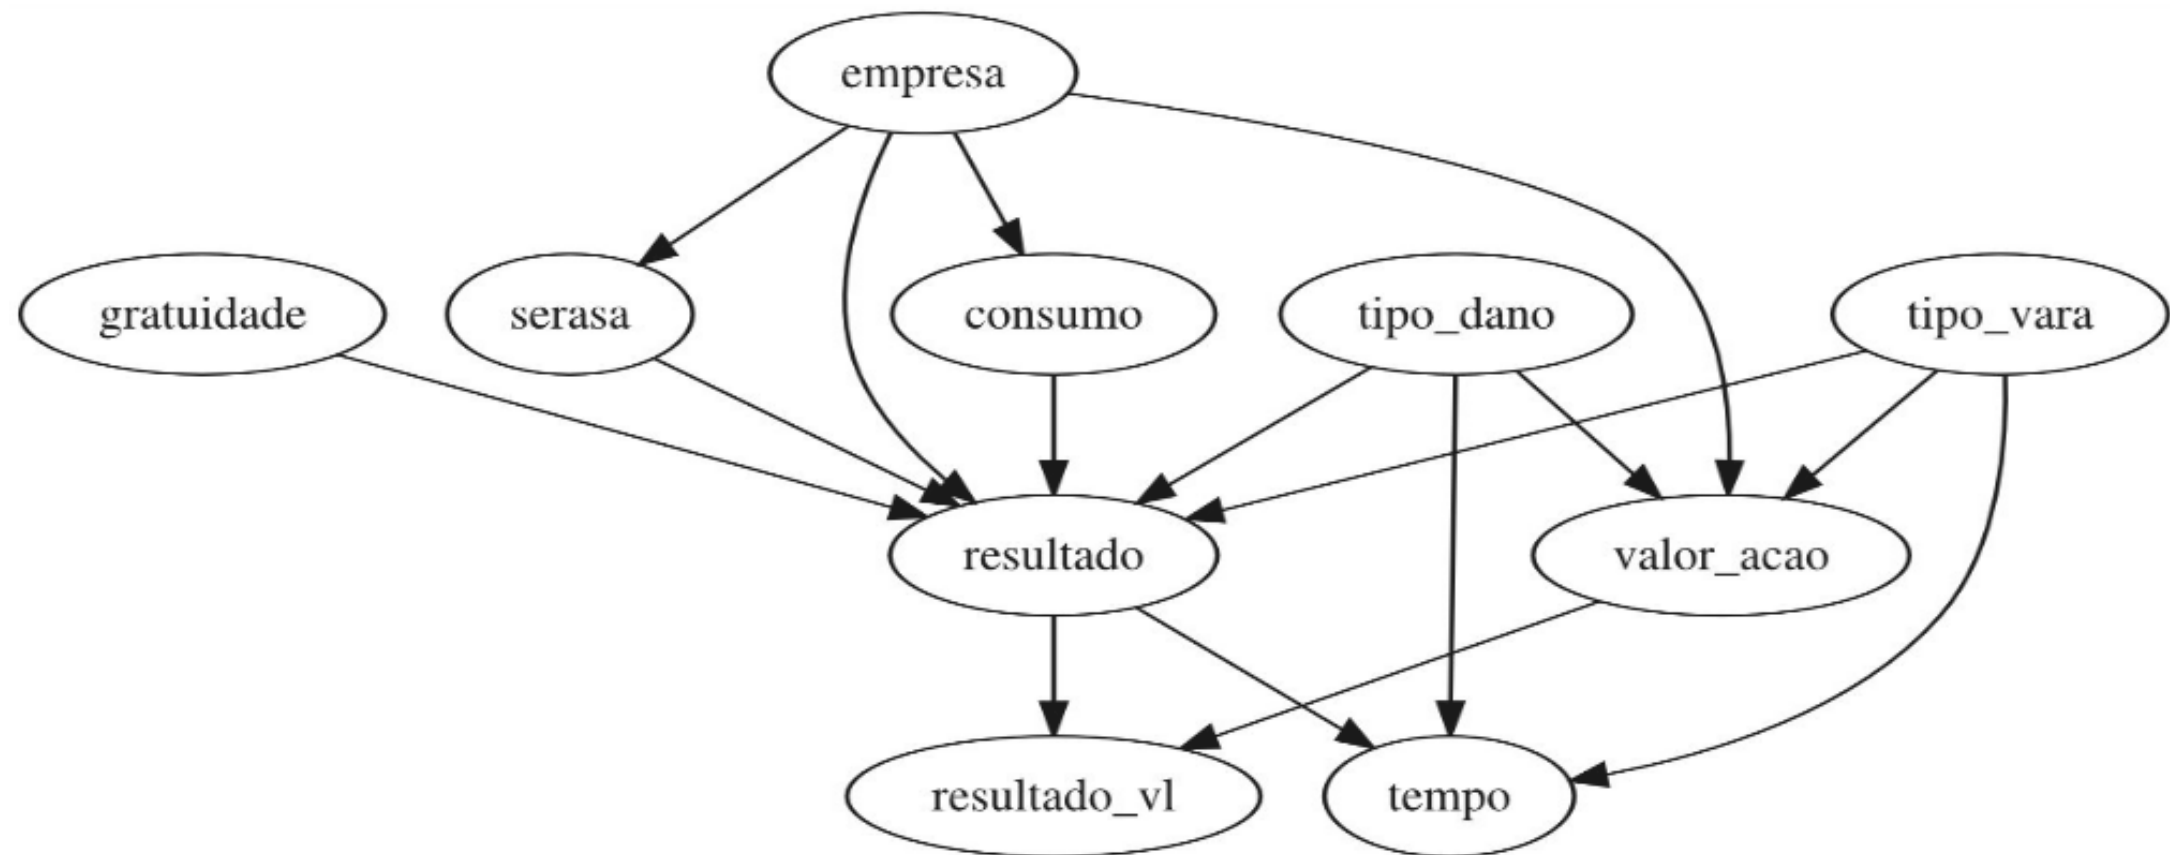 empresa
gratuidade
serasa
consumo
tipo_dano
tipo_vara
resultado
valor_acao
resultado_vl
tempo